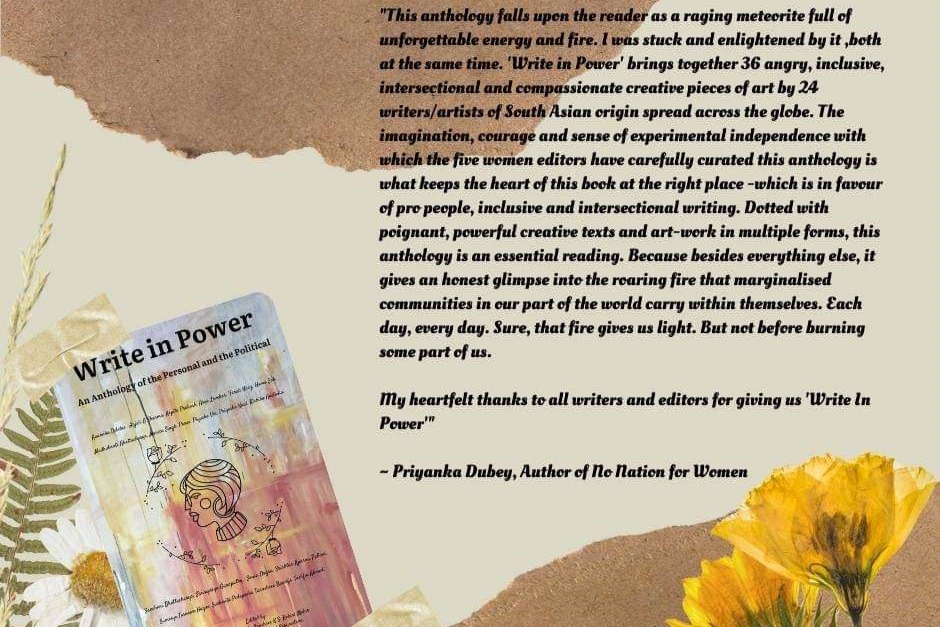 "This anthology falls upon the reader as a raging meteorite full of
unforgettable energy and fire. I was stuck and enlightened by it ,both
at the same time. 'Write in Power' brings together 36 angry, inclusive,
intersectional and compassionate creative pieces of art by 24
writers/artists of South Asian origin spread across the globe. The
imagination, courage and sense of experimental independence with
which the five women editors have carefully curated this anthology is
what keeps the heart of this book at the right place -which is in favour
of pro people, inclusive and intersectional writing. Dotted with
poignant, powerful creative texts and art-work in multiple forms, this
anthology is an essential reading. Because besides everything else, it
gives an honest glimpse into the roaring fire that marginalised
communities in our part of the world carry within themselves. Each
day, every day. Sure, that fire gives us light. But not before burning
some part of us.
My heartfelt thanks to all writers and editors for giving us 'Write In
Power'"
~ Priyanka Dubey, Author of No Nation for Women
Write in Power
An Anthology of the Personal and the Political
Edited by